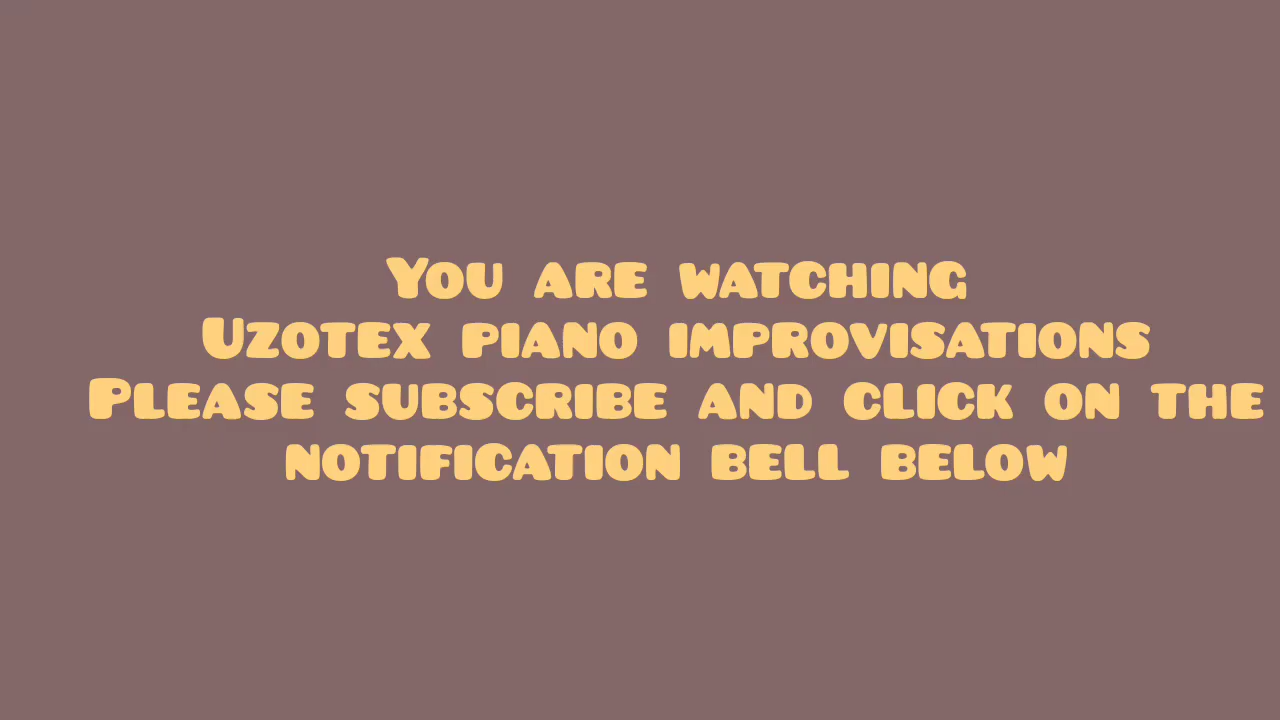 You are watching
Uzotex piano improvisations
Please subscribe and click on the
notification bell below